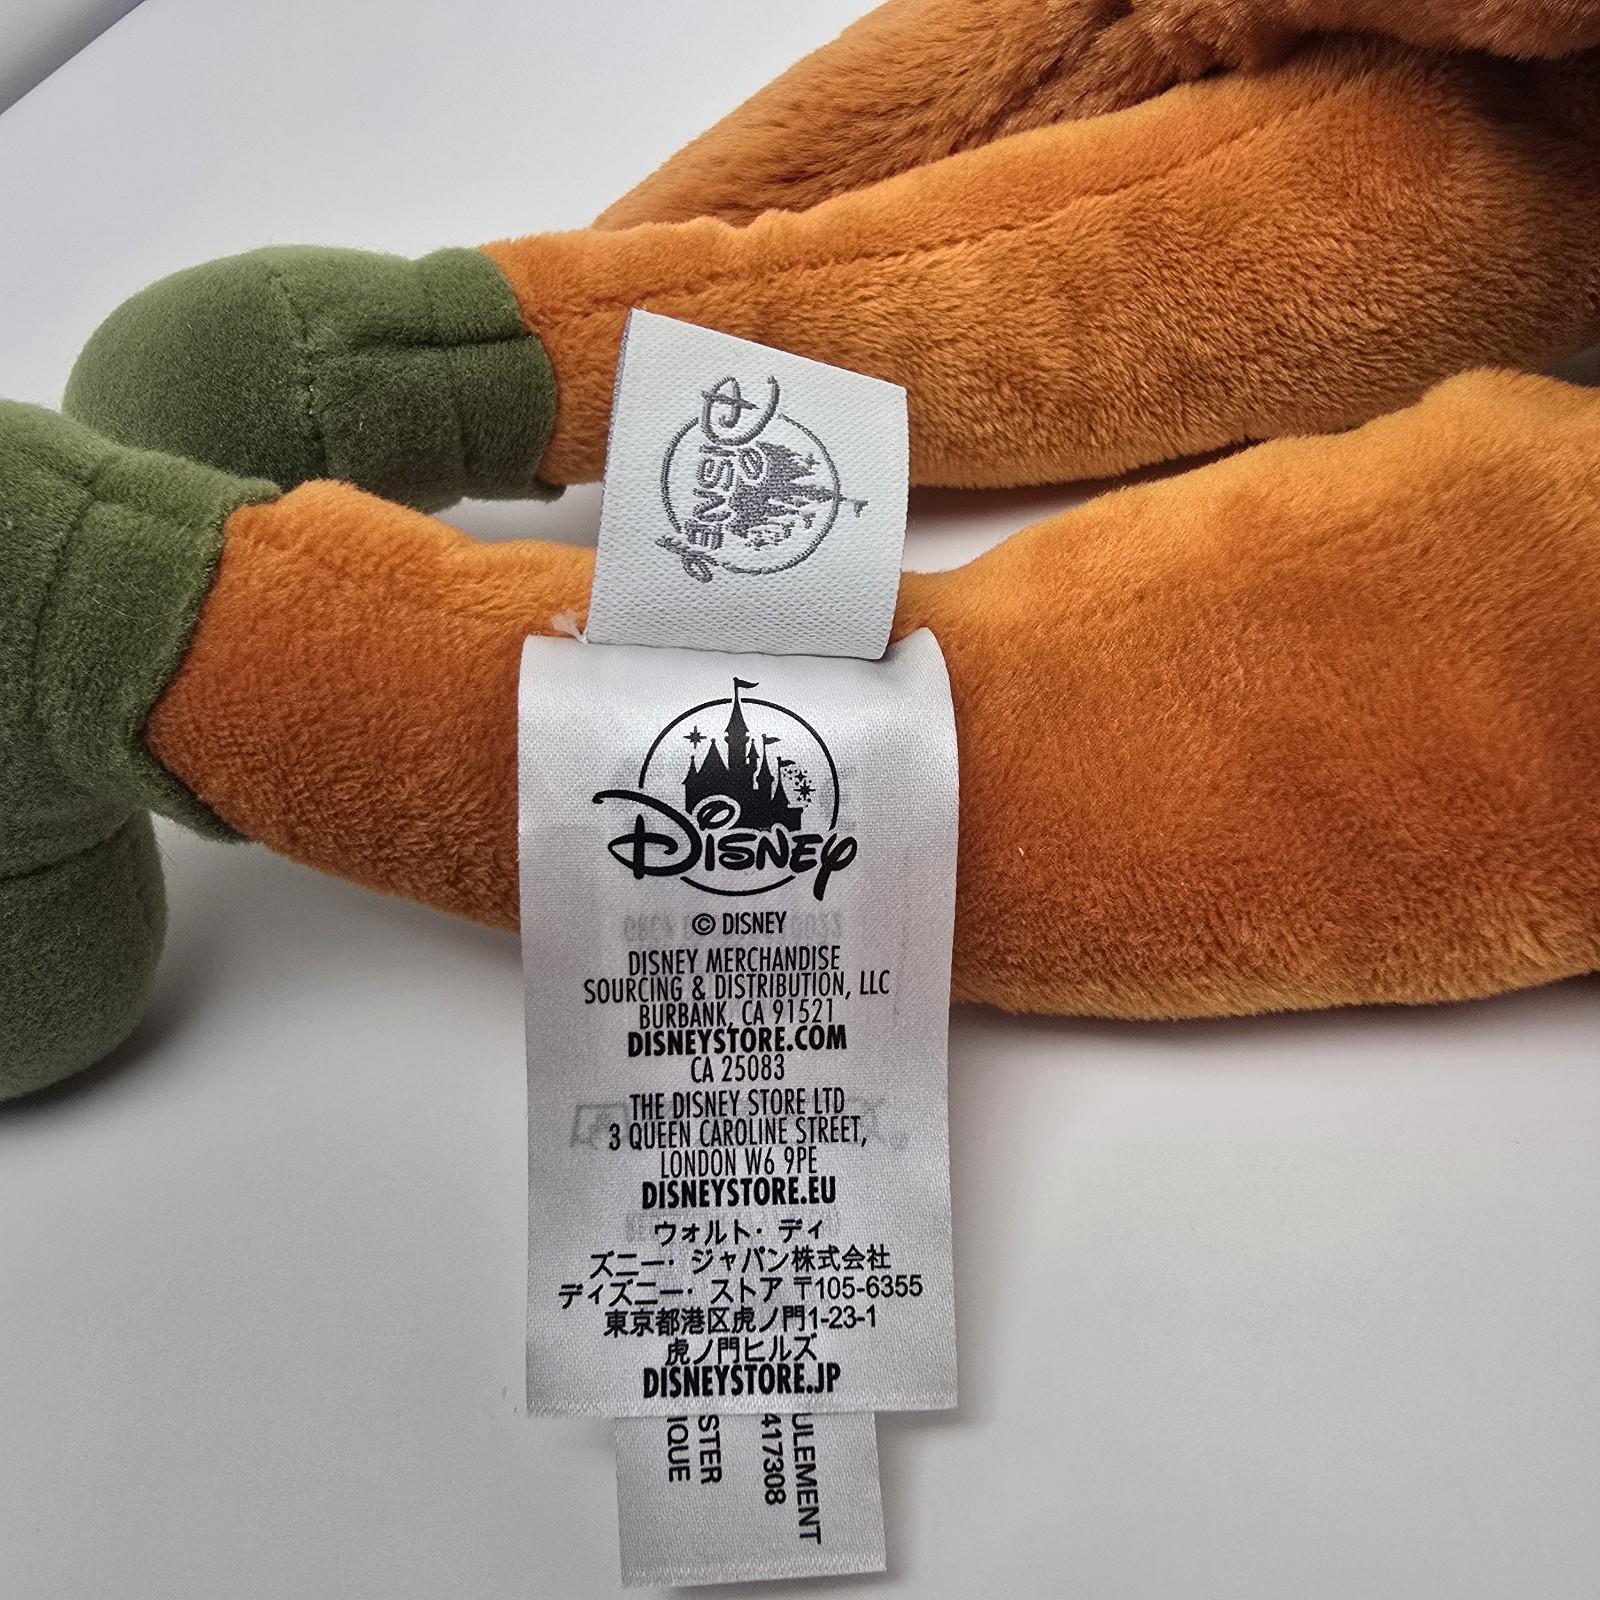 Disney
Disney
© DISNEY
DISNEY MERCHANDISE
SOURCING & DISTRIBUTION, LLC
BURBANK, CA 91521
DISNEYSTORE.COM
CA 25083
THE DISNEY STORE LTD
3 QUEEN CAROLINE STREET,
LONDON W6 9PE
DISNEYSTORE.EU
ウォルト・ディ
ズニー・ジャパン株式会社
ディズニー・ストア 〒105-6355
東京都港区虎ノ門1-23-1
虎ノ門ヒルズ
DISNEYSTORE.JP
ULEMENT
417308
STER
IQUE